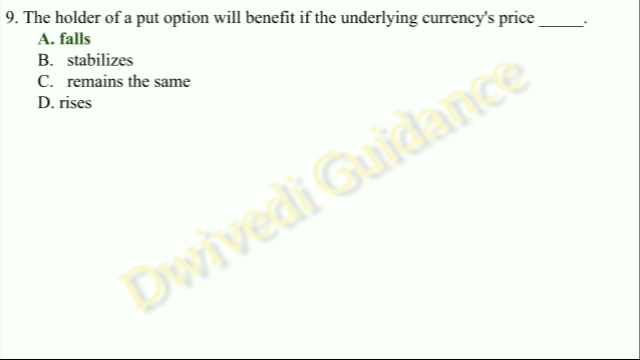 9. The holder of a put option will benefit if the underlying currency's price _____.
A. falls
B. stabilizes
C. remains the same
D. rises
Dwivedi Guidance